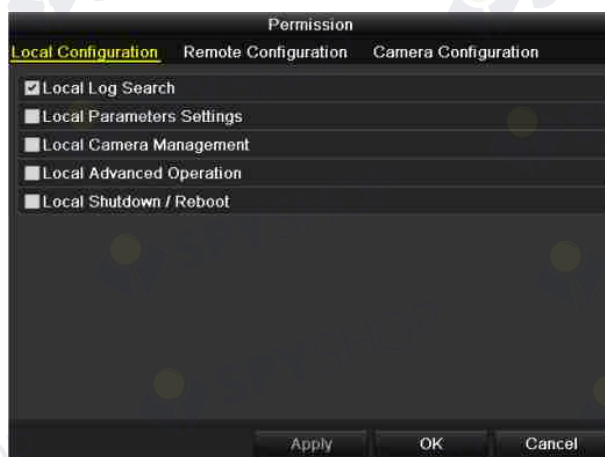 Permission
Local Configuration Remote Configuration Camera Configuration
Local Log Search
Local Parameters Settings
Local Camera Management
Local Advanced Operation
Local Shutdown / Reboot
Apply OK Cancel